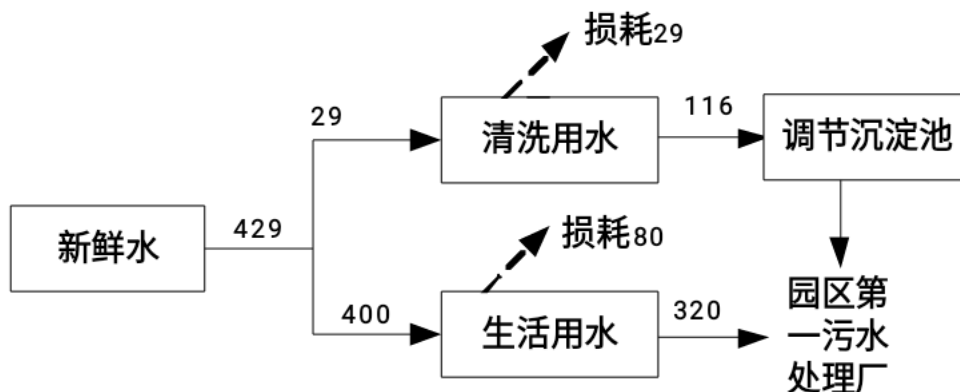 损耗29
29
清洗用水
116
调节沉淀池
新鲜水
429
损耗80
400
生活用水
320
园区第
一污水
处理厂